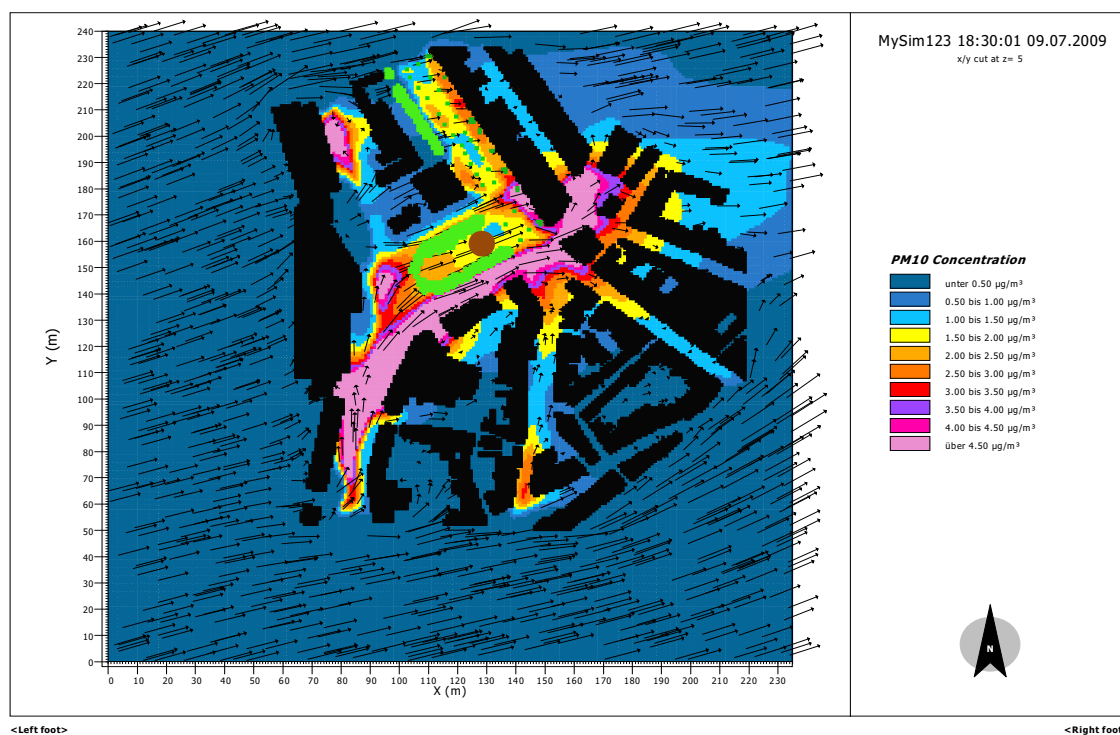 MySim123 18:30:01 09.07.2009
x/y cut at z= 5
240
230
220
210
200
190
180
170
160
150
140
130
120
110
100
90
80
70
60
50
40
30
20
10
0
Y (m)
0 10 20 30 40 50 60 70 80 90 100 110 120 130 140 150 160 170 180 190 200 210 220 230
X (m)
PM10 Concentration
unter 0.50 µg/m³
0.50 bis 1.00 µg/m³
1.00 bis 1.50 µg/m³
1.50 bis 2.00 µg/m³
2.00 bis 2.50 µg/m³
2.50 bis 3.00 µg/m³
3.00 bis 3.50 µg/m³
3.50 bis 4.00 µg/m³
4.00 bis 4.50 µg/m³
über 4.50 µg/m³
N
<Left foot>
<Right foot